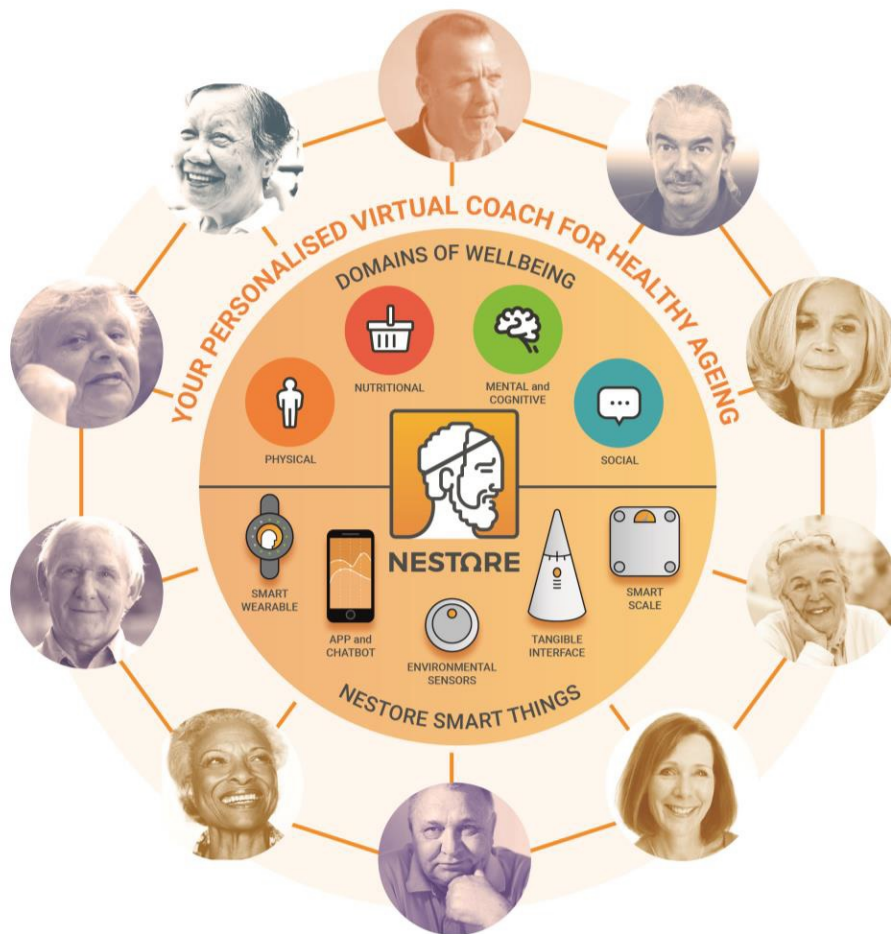 YOUR PERSONALISED VIRTUAL COACH FOR HEALTHY AGEING
DOMAINS OF WELLBEING
NUTRITIONAL
MENTAL and
COGNITIVE
PHYSICAL
SOCIAL
NESTΩRE
SMART
WEARABLE
APP and
CHATBOT
ENVIRONMENTAL
SENSORS
TANGIBLE
INTERFACE
SMART
SCALE
NESTORE SMART THINGS